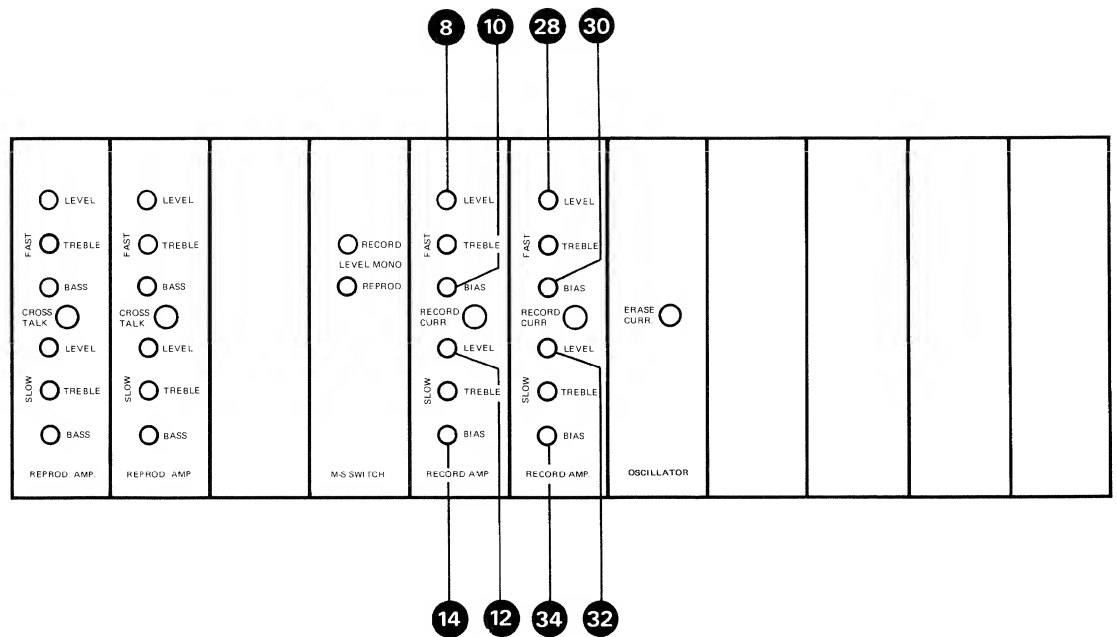 8 10 28 30
LEVEL
FAST
TREBLE
BASS
CROSS
TALK
LEVEL
SLOW
TREBLE
BASS
REPROD. AMP.
LEVEL
FAST
TREBLE
BASS
CROSS
TALK
LEVEL
SLOW
TREBLE
BASS
REPROD. AMP
RECORD
LEVEL MONO
REPROD.
M-S SWITCH
LEVEL
FAST
TREBLE
BIAS
RECORD
CURR.
LEVEL
SLOW
TREBLE
BIAS
RECORD AMP
LEVEL
FAST
TREBLE
BIAS
RECORD
CURR
LEVEL
SLOW
TREBLE
BIAS
RECORD AMP.
ERASE
CURR.
OSCILLATOR
14 12 34 32